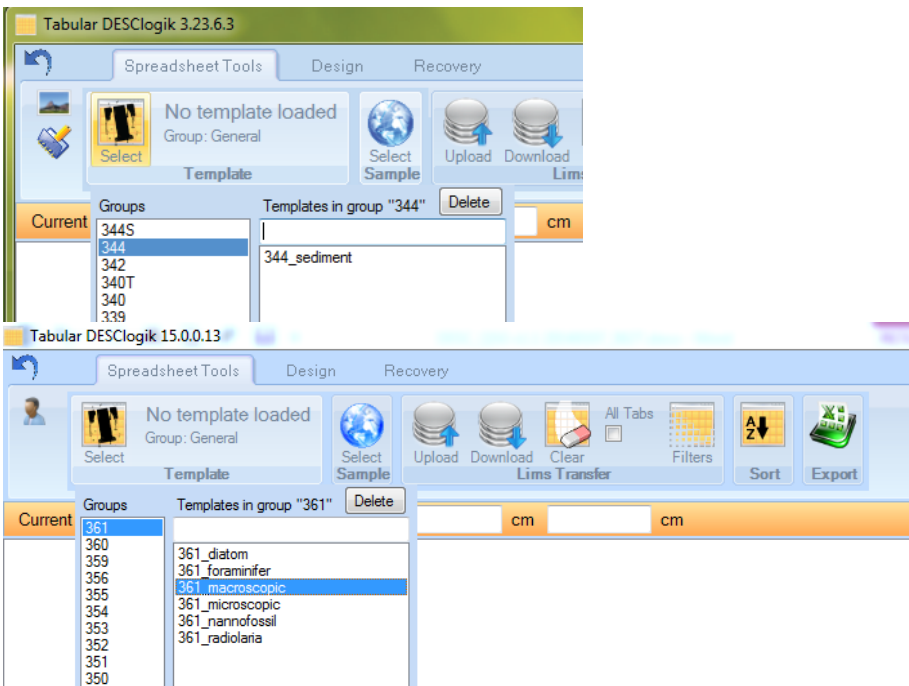 Tabular DESClogik 3.23.6.3
Spreadsheet Tools Design Recovery
No template loaded
Group: General
Select
Template
Select
Sample
Upload Download
Lims
Groups
Templates in group "344" Delete
Current
cm
344S
344
342
340T
340
339
344_sediment
Tabular DESClogik 15.0.0.13
Spreadsheet Tools Design Recovery
No template loaded
Group: General
Select
Template
Select
Sample
Upload Download Clear
All Tabs
Filters
Lims Transfer
Sort
Export
Groups
Templates in group "361" Delete
Current
cm cm
361
360
359
356
355
354
353
352
351
350
361_diatom
361_foraminifer
361_macroscopic
361_microscopic
361_nannofossil
361_radiolaria